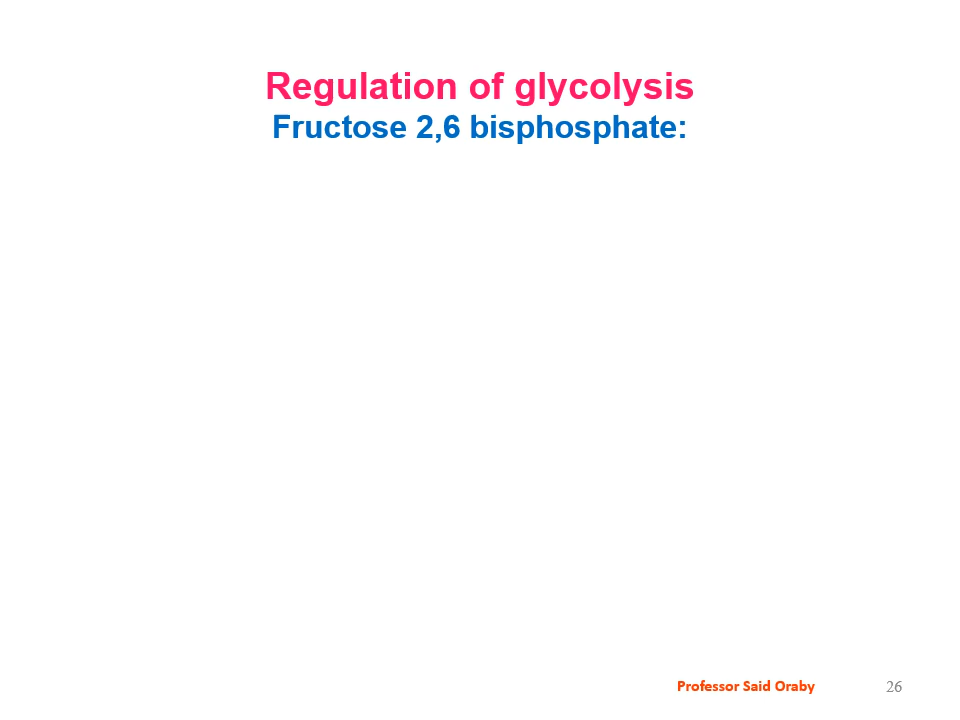 Regulation of glycolysis
Fructose 2,6 bisphosphate:
Professor Said Oraby
26